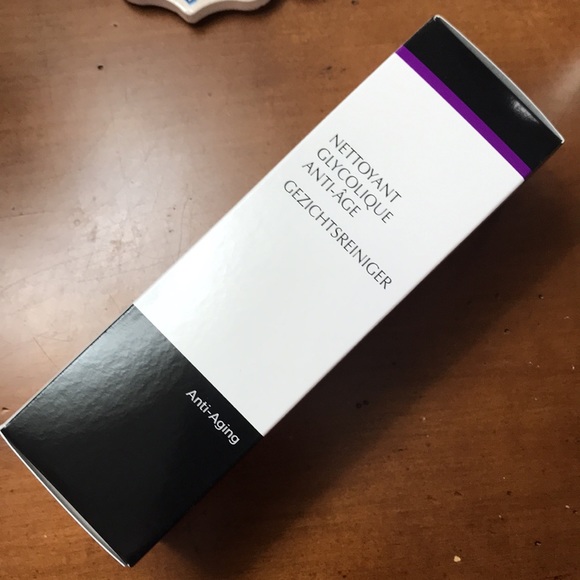 NETTOYANT
GLYCOLIQUE
ANTI-ÂGE
GEZICHTSREINIGER
Anti-Aging